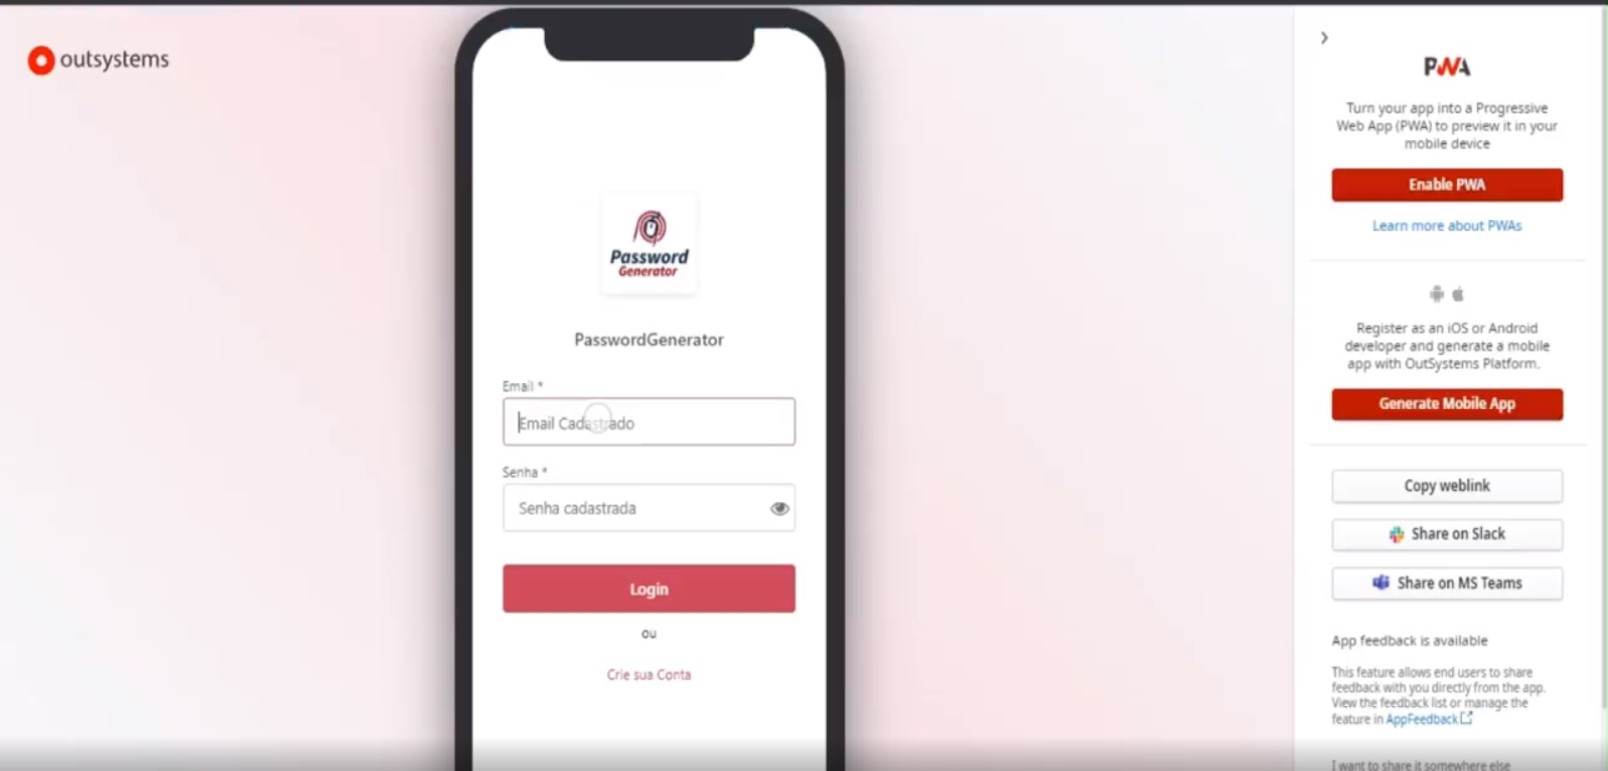 outsystems
Password
Generator
PasswordGenerator
Email *
Email Cadastrado
Senha *
Senha cadastrada
Login
ou
Crie sua Conta
PWA
Turn your app into a Progressive
Web App (PWA) to preview it in your
mobile device
Enable PWA
Learn more about PWAs
Register as an iOS or Android
developer and generate a mobile
app with OutSystems Platform.
Generate Mobile App
Copy weblink
Share on Slack
Share on MS Teams
App feedback is available
This feature allows end users to share
feedback with you directly from the app.
View the feedback list or manage the
feature in AppFeedback
I want to share it somewhere else